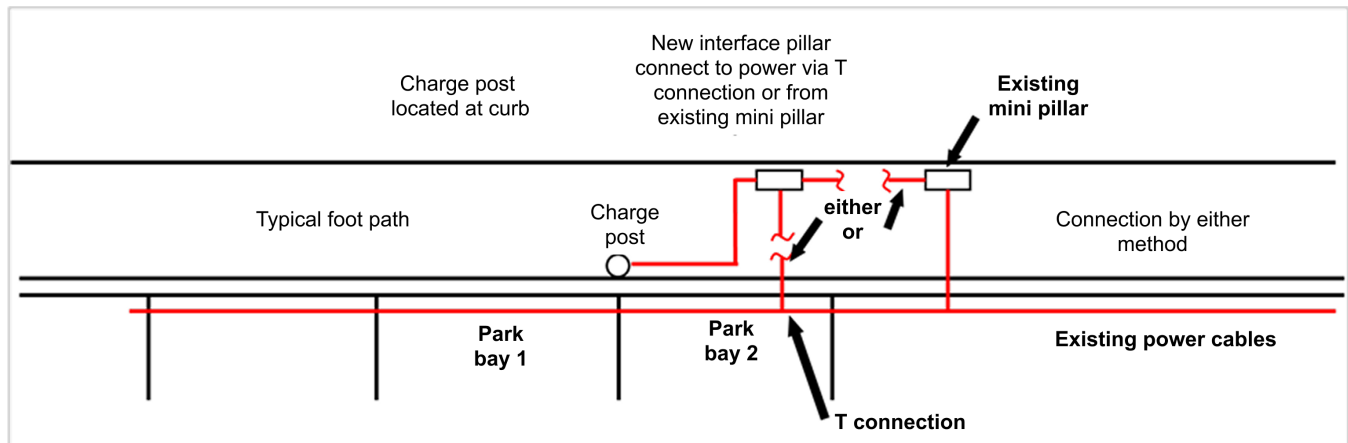 New interface pillar
connect to power via T
connection or from
existing mini pillar
Charge post
located at curb
Existing
mini pillar
Typical foot path
Charge
post
either
or
Connection by either
method
Park
bay 1
Park
bay 2
Existing power cables
T connection